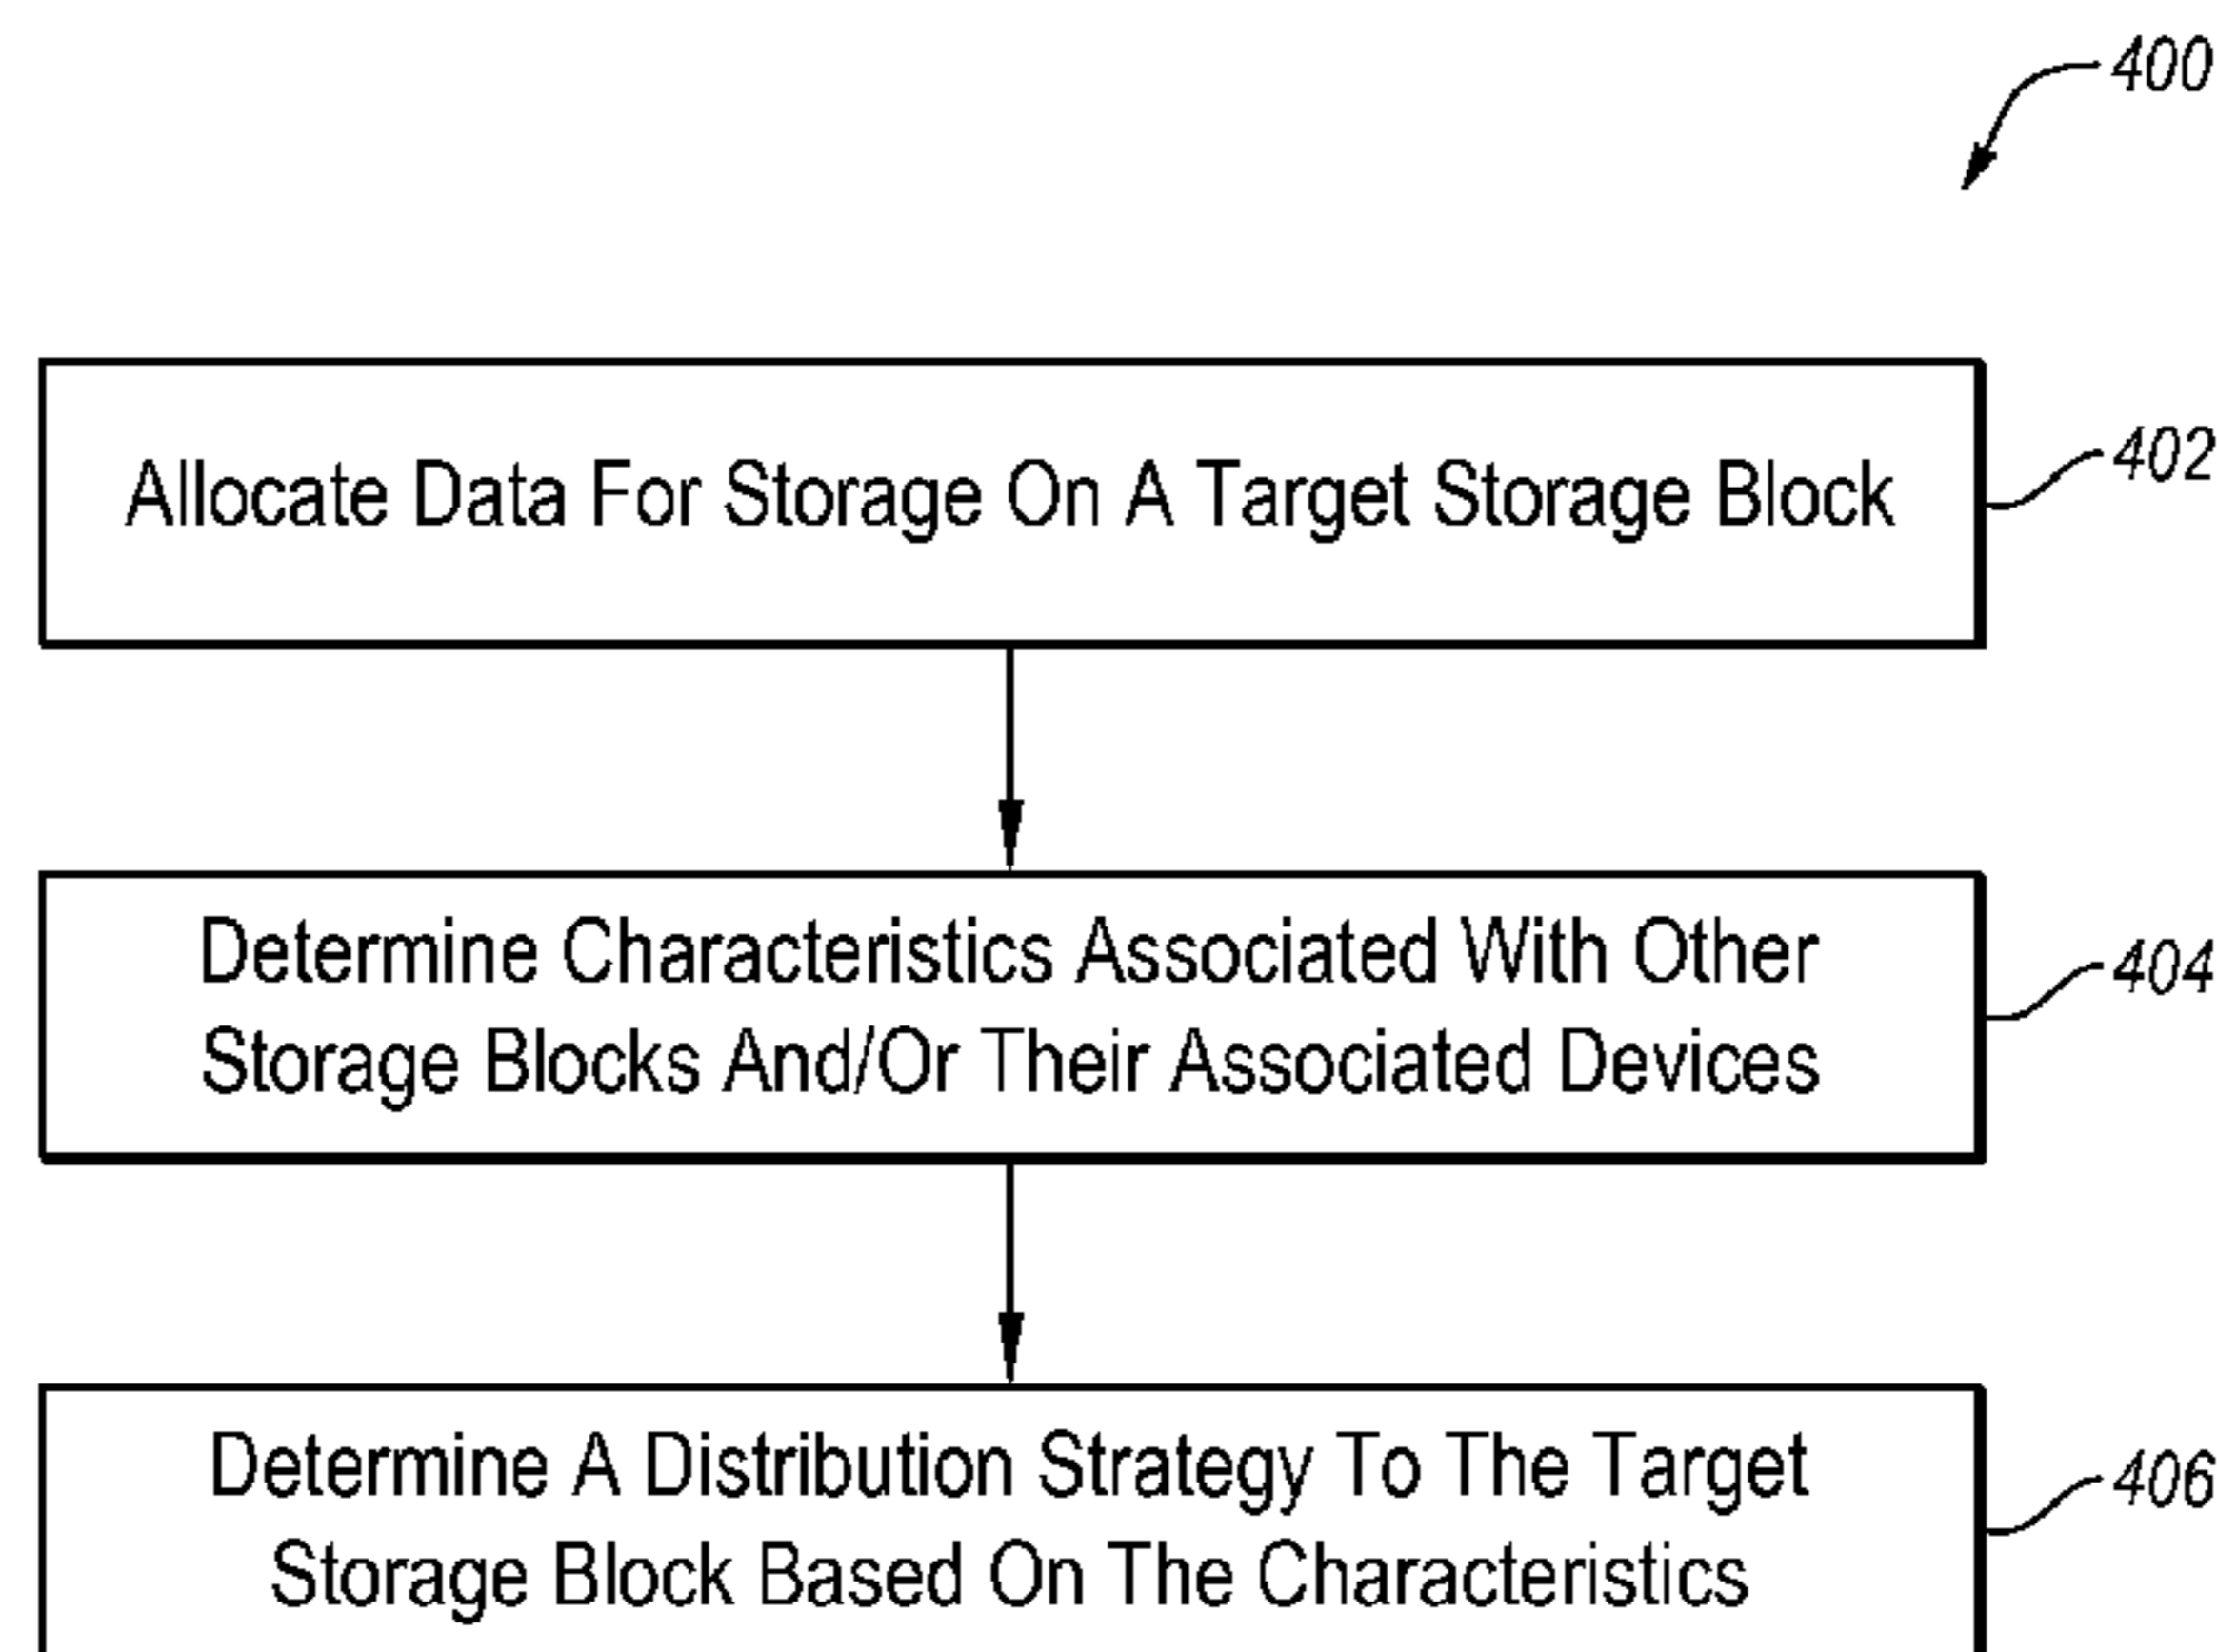 400
Allocate Data For Storage On A Target Storage Block
402
Determine Characteristics Associated With Other
Storage Blocks And/Or Their Associated Devices
404
Determine A Distribution Strategy To The Target
Storage Block Based On The Characteristics
406